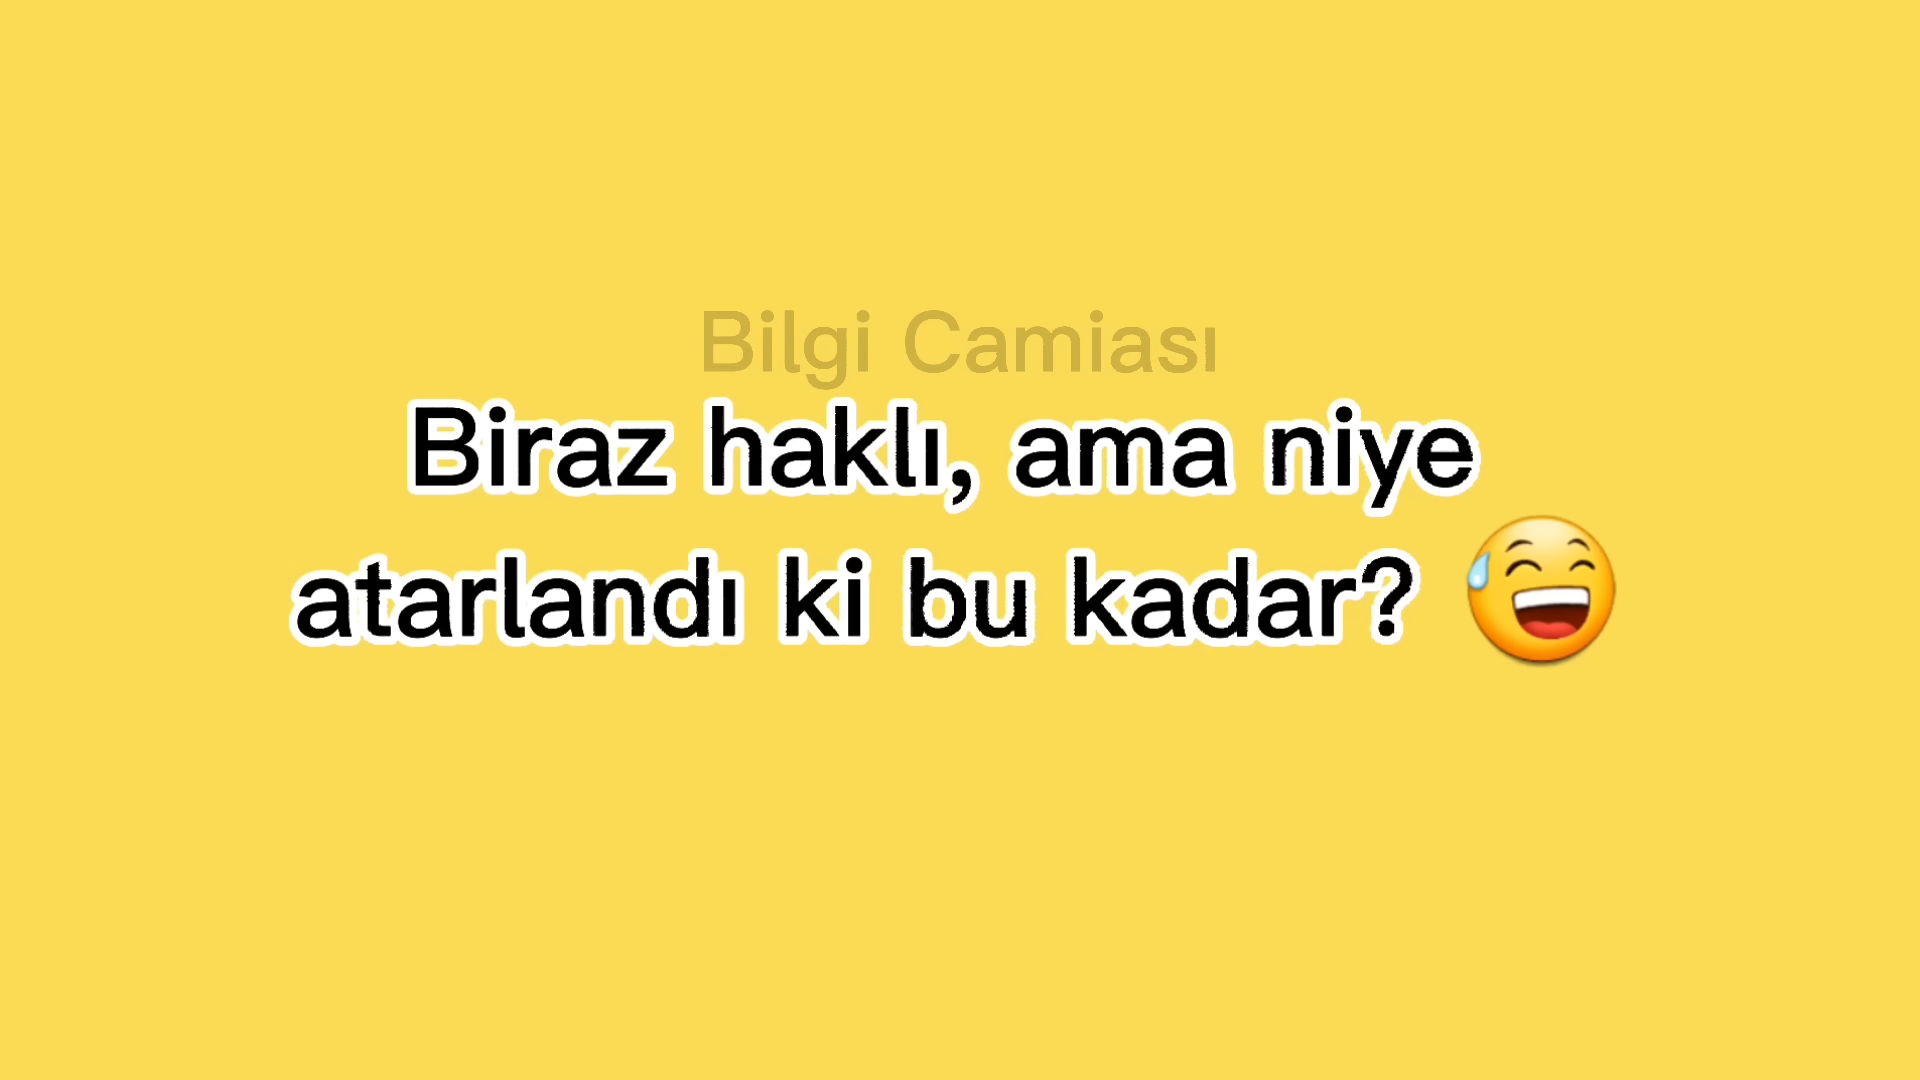 Bilgi Camiası
Biraz haklı, ama niye
atarlandı ki bu kadar? 😅